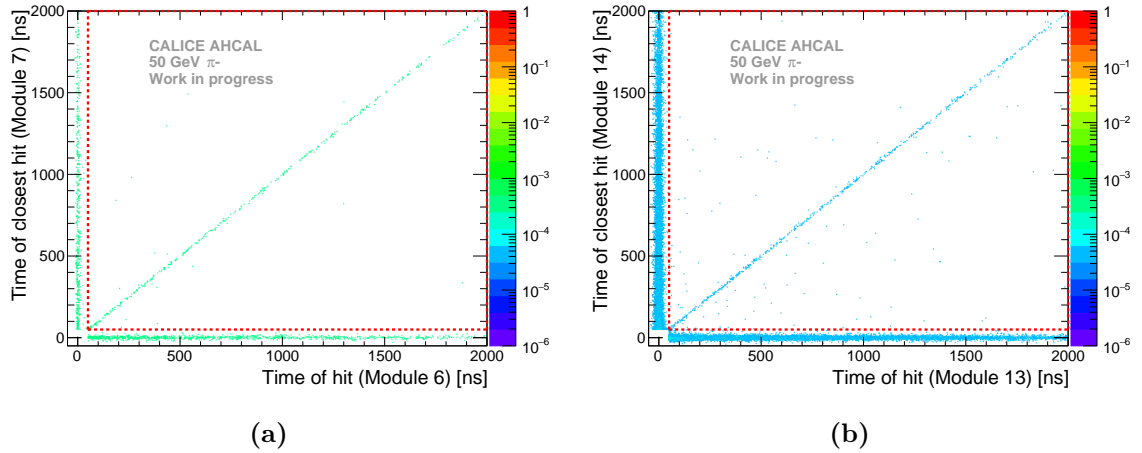 Time of closest hit (Module 7) [ns]
2000
1500
1000
500
0
CALICE AHCAL
50 GeV π-
Work in progress
0 500 1000 1500 2000
Time of hit (Module 6) [ns]
1
10⁻¹
10⁻²
10⁻³
10⁻⁴
10⁻⁵
10⁻⁶
(a)
Time of closest hit (Module 14) [ns]
2000
1500
1000
500
0
CALICE AHCAL
50 GeV π-
Work in progress
0 500 1000 1500 2000
Time of hit (Module 13) [ns]
1
10⁻¹
10⁻²
10⁻³
10⁻⁴
10⁻⁵
10⁻⁶
(b)